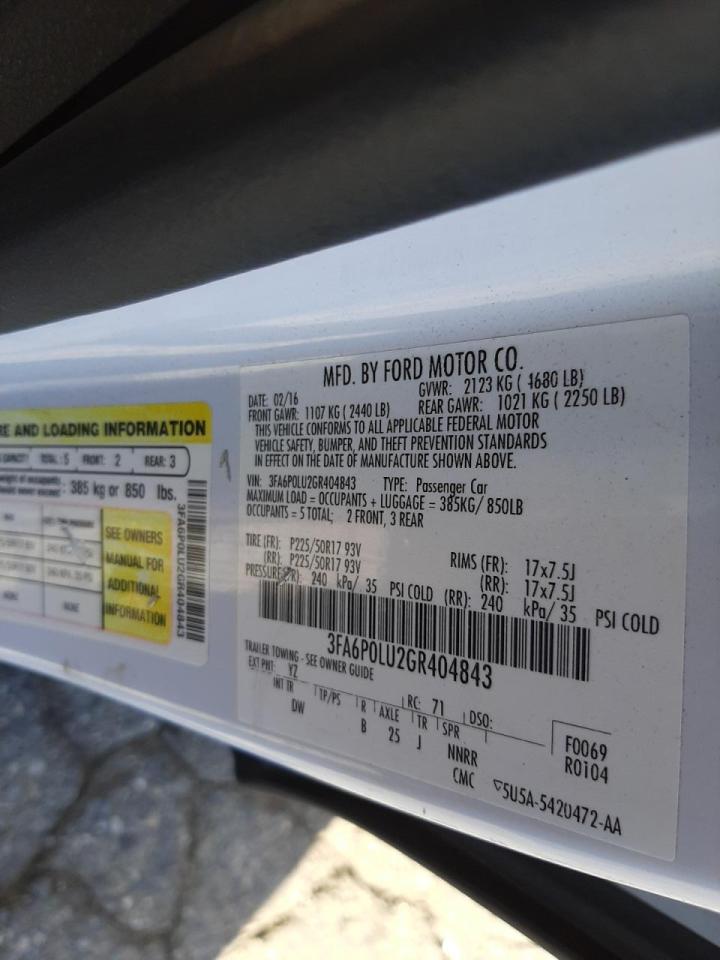 MFD. BY FORD MOTOR CO.
DATE: 02/16 GVWR: 2123 KG ( 4680 LB)
FRONT GAWR: 1107 KG ( 2440 LB) REAR GAWR: 1021 KG ( 2250 LB)
THIS VEHICLE CONFORMS TO ALL APPLICABLE FEDERAL MOTOR
VEHICLE SAFETY, BUMPER, AND THEFT PREVENTION STANDARDS
IN EFFECT ON THE DATE OF MANUFACTURE SHOWN ABOVE.
VIN: 3FA6P0LU2GR404843 TYPE: Passenger Car
MAXIMUM LOAD = OCCUPANTS + LUGGAGE = 385KG/ 850LB
OCCUPANTS = 5 TOTAL; 2 FRONT, 3 REAR
TIRE (FR): P225/50R17 93V RIMS (FR): 17x7.5J
(RR): P225/50R17 93V (RR): 17x7.5J
PRESSURE(FR): 240 kPa/ 35 PSI COLD (RR): 240 kPa/ 35 PSI COLD
3FA6P0LU2GR404843
TRAILER TOWING - SEE OWNER GUIDE
EXT PNT: YZ RC: 71 DSO:
INT TR TP/PS R AXLE TR SPR F0069
DW B 25 J NNRR R0104
CMC 5U5A-5420472-AA
RE AND LOADING INFORMATION
CAPACITY TOTAL: 5 FRONT: 2 REAR: 3
385 kg or 850 lbs.
SEE OWNERS
MANUAL FOR
ADDITIONAL
INFORMATION
NONE NONE
3FA6P0LU2GR404843